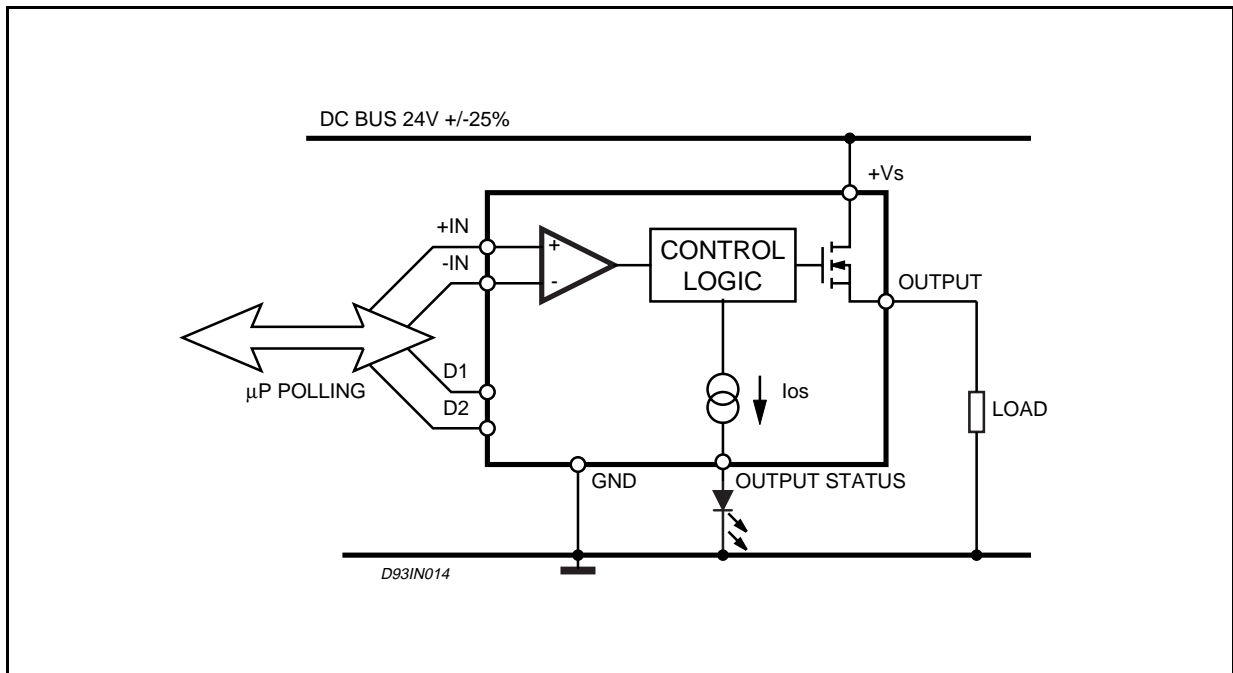 DC BUS 24V +/-25%
+Vs
+IN
-IN
+
-
CONTROL
LOGIC
OUTPUT
D1
D2
µP POLLING
Ios
LOAD
GND
OUTPUT STATUS
D93IN014